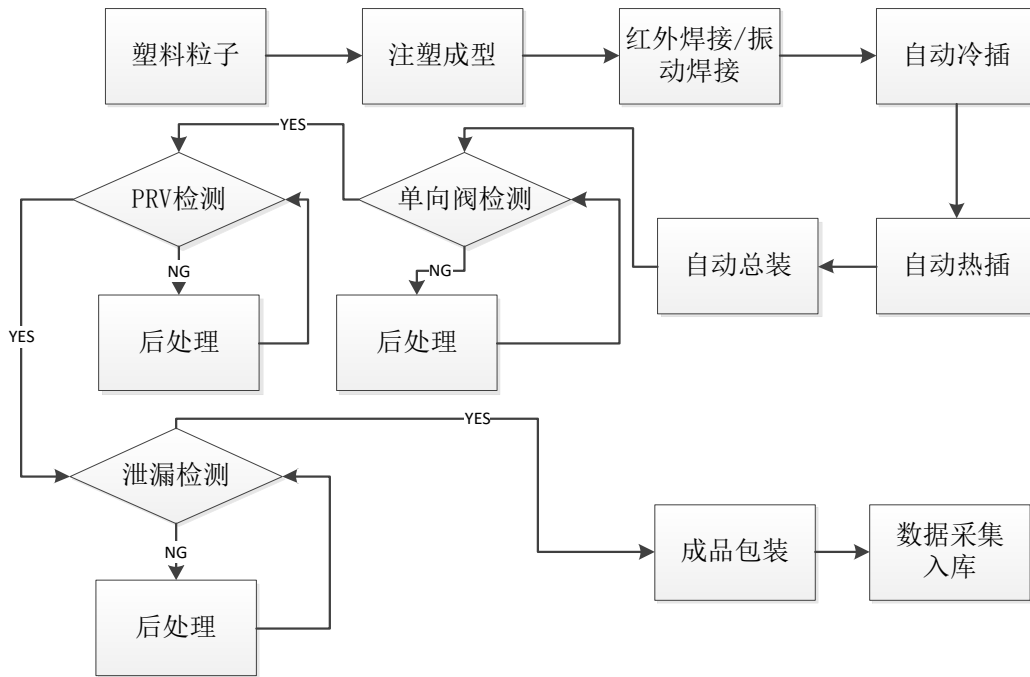 塑料粒子
注塑成型
红外焊接/振
动焊接
自动冷插
YES
PRV检测
单向阀检测
NG
NG
自动总装
自动热插
后处理
后处理
YES
YES
泄漏检测
NG
成品包装
数据采集
入库
后处理